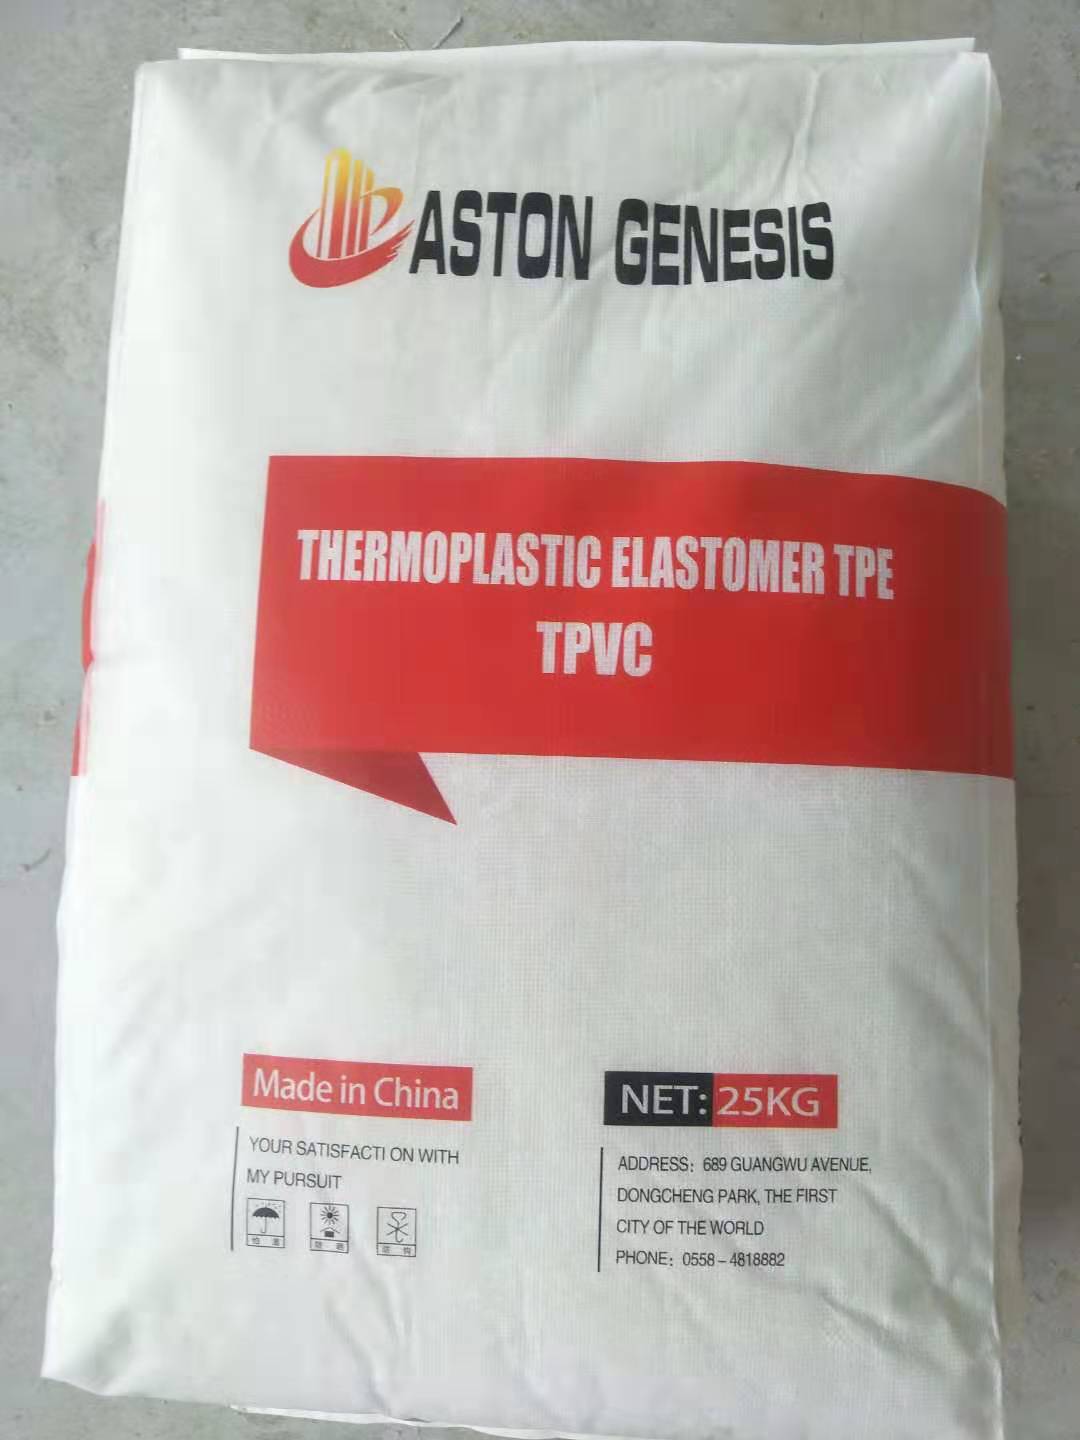 ASTON GENESIS
THERMOPLASTIC ELASTOMER TPE
TPVC
Made in China
YOUR SATISFACTI ON WITH
MY PURSUIT
NET: 25KG
ADDRESS: 689 GUANGWU AVENUE,
DONGCHENG PARK, THE FIRST
CITY OF THE WORLD
PHONE: 0558-4818882